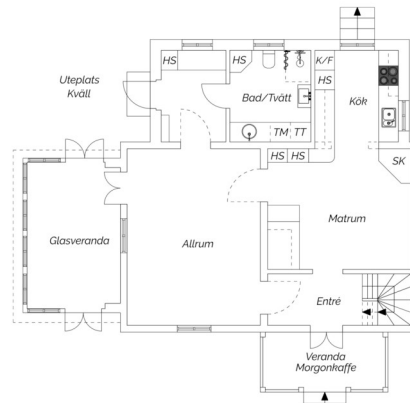 HS
HS
K/F
HS
Uteplats
Kväll
Bad/Tvätt
Kök
TM TT
HS HS
SK
Glasveranda
Allrum
Matrum
Entré
Veranda
Morgonkaffe